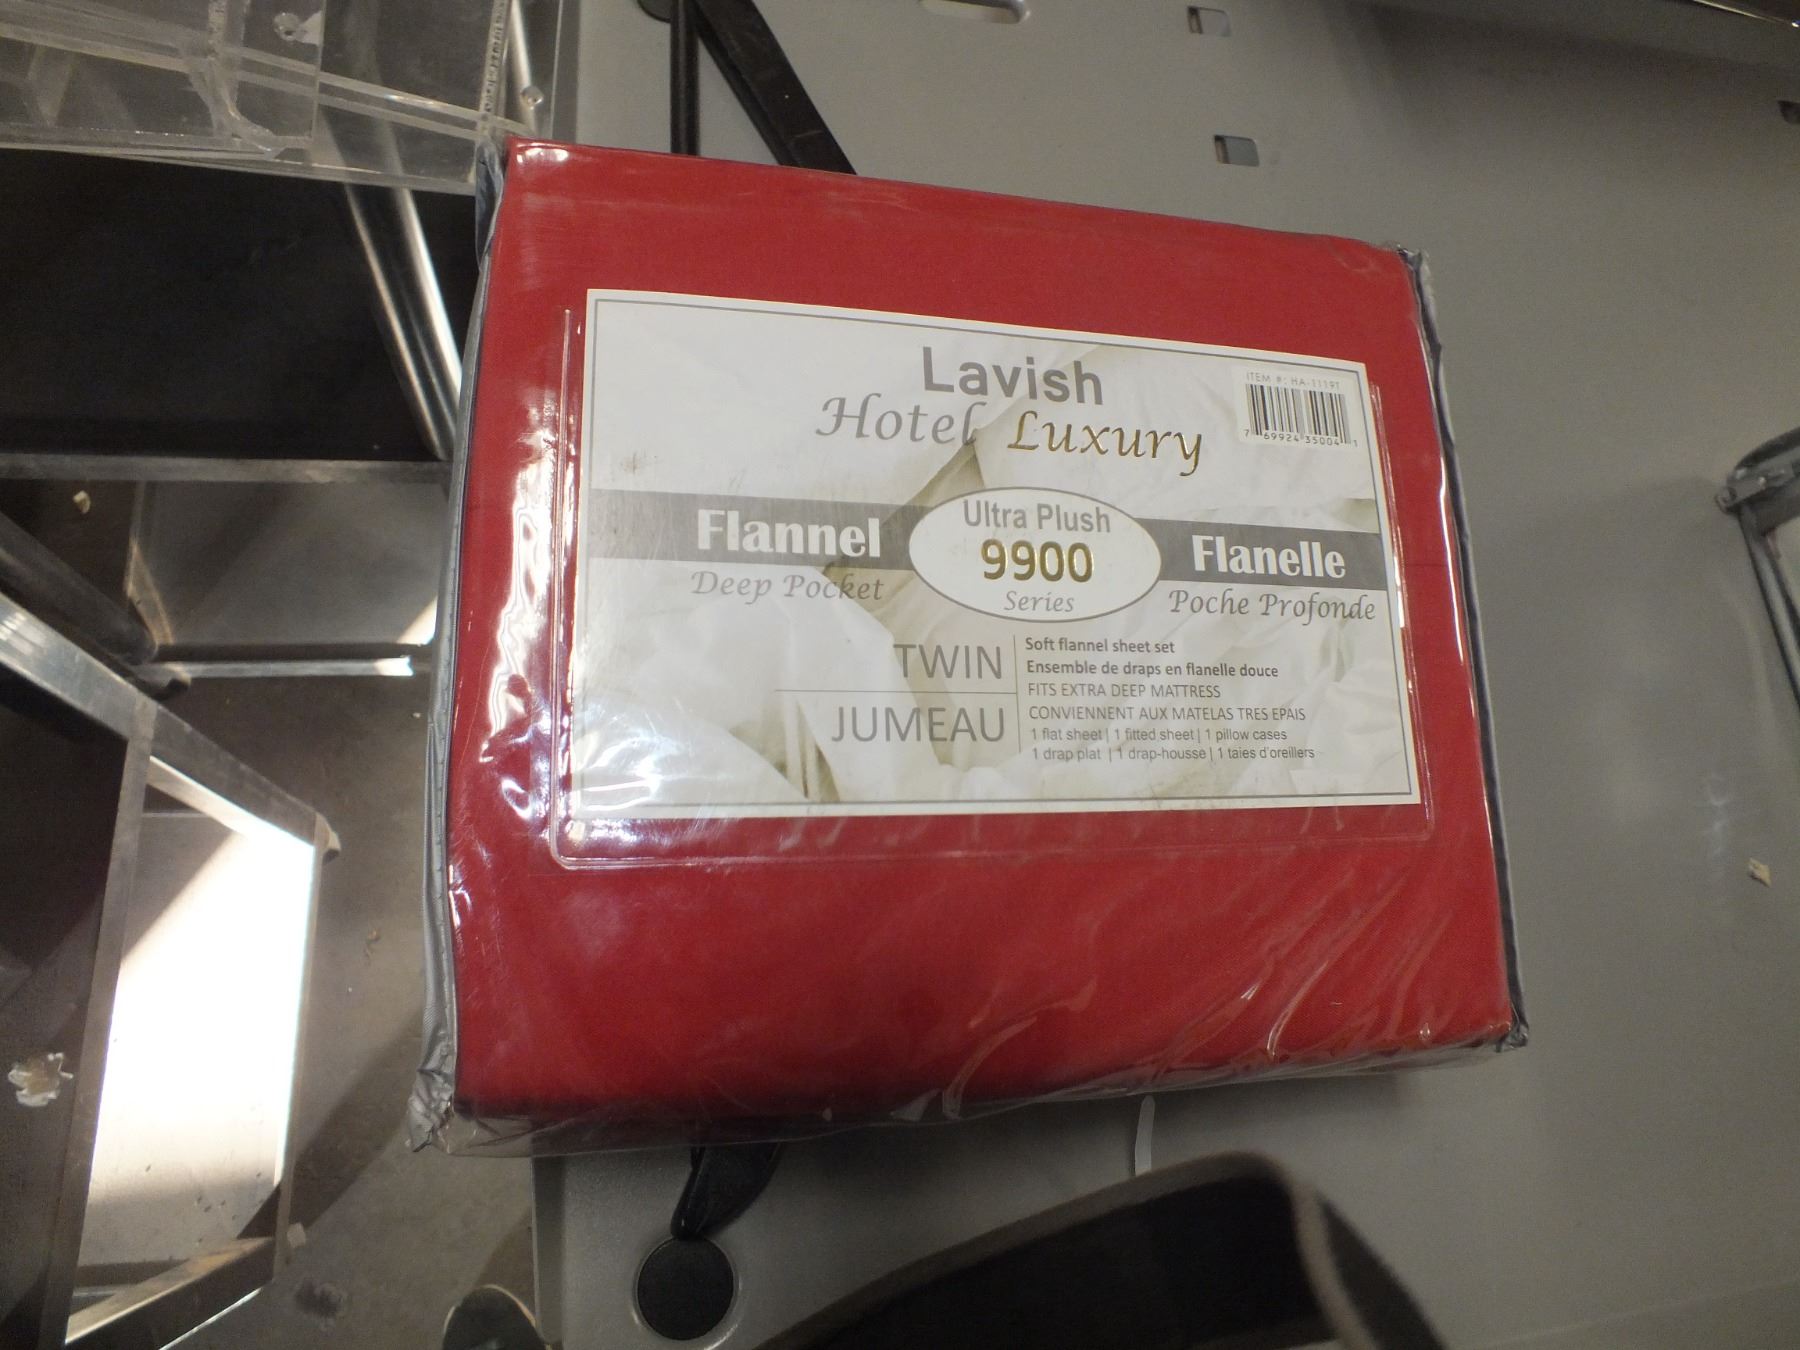 Lavish
Hotel Luxury
ITEM #: HA-1119T
7 69924 35004 1
Flannel
Deep Pocket
Ultra Plush
9900
Series
Flanelle
Poche Profonde
TWIN
JUMEAU
Soft flannel sheet set
Ensemble de draps en flanelle douce
FITS EXTRA DEEP MATTRESS
CONVIENNENT AUX MATELAS TRES EPAIS
1 flat sheet | 1 fitted sheet | 1 pillow cases
1 drap plat | 1 drap-housse | 1 taies d'oreillers